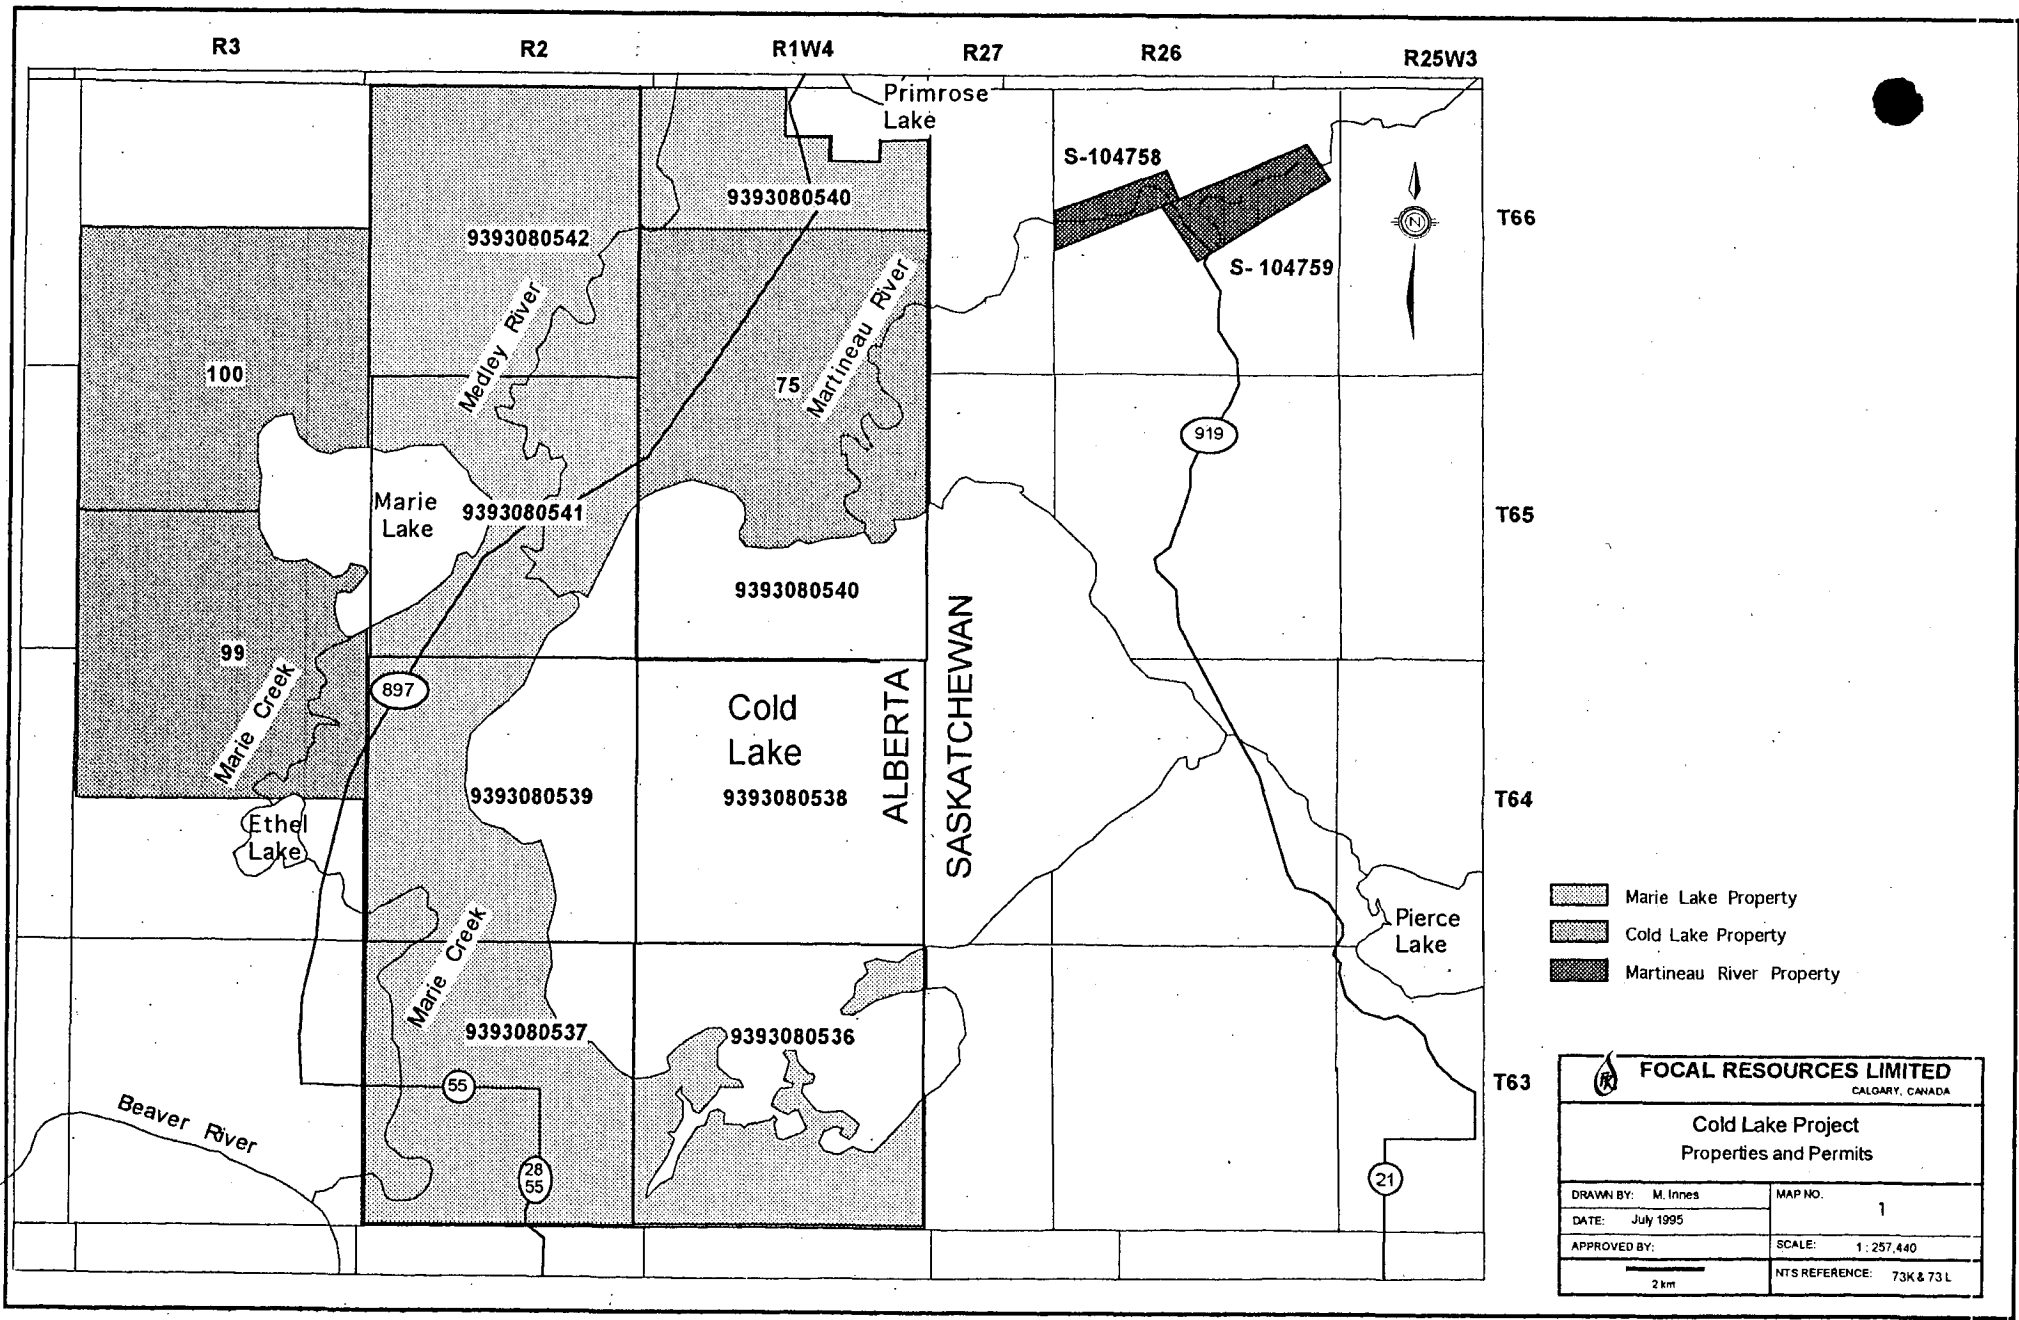 R3
R2
R1W4
R27
R26
R25W3
Primrose
Lake
S-104758
9393080540
T66
9393080542
N
S- 104759
Medley River
Martineau River
100
75
919
Marie
Lake
9393080541
T65
9393080540
99
Marie Creek
897
Cold
Lake
ALBERTA
SASKATCHEWAN
9393080539
9393080538
T64
Ethel
Lake
Marie Creek
Pierce
Lake
Marie Lake Property
Cold Lake Property
Martineau River Property
9393080537
9393080536
55
T63
Beaver River
28
55
21
FOCAL RESOURCES LIMITED
CALGARY, CANADA
Cold Lake Project
Properties and Permits
DRAWN BY: M. Innes
MAP NO.
1
DATE: July 1995
APPROVED BY:
SCALE: 1 : 257,440
2 km
NTS REFERENCE: 73K & 73 L